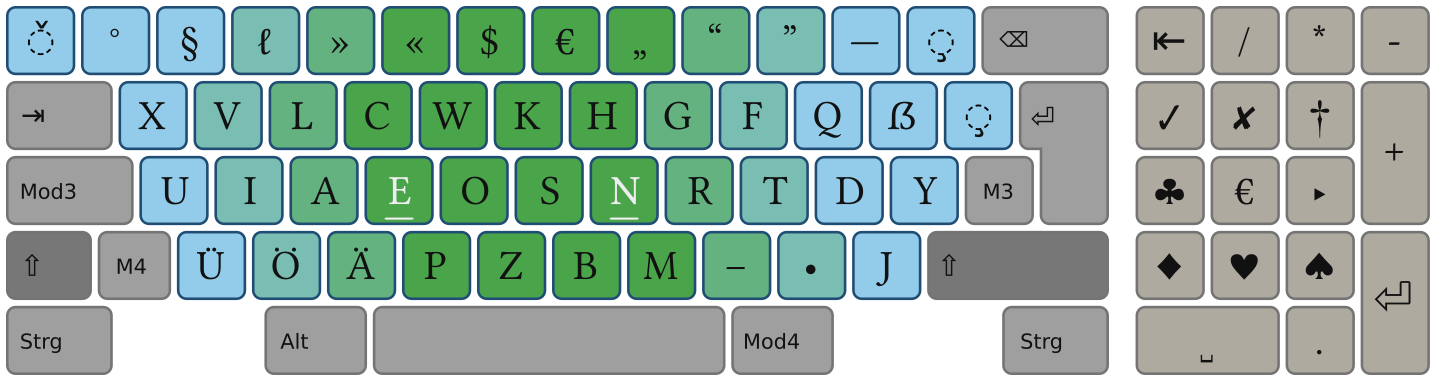 ◌̌ ° § ℓ » « $ € „ “ ” — ◌̧ ⌫ ⇤ / * -
⇥ X V L C W K H G F Q ẞ ◌̨ ⏎ ✓ ✘ † +
Mod3 U I A E O S N R T D Y M3 ♣ € ▸
⇧ M4 Ü Ö Ä P Z B M – • J ⇧ ♦ ♥ ♠ ⏎
Strg Alt Mod4 Strg ␣ .